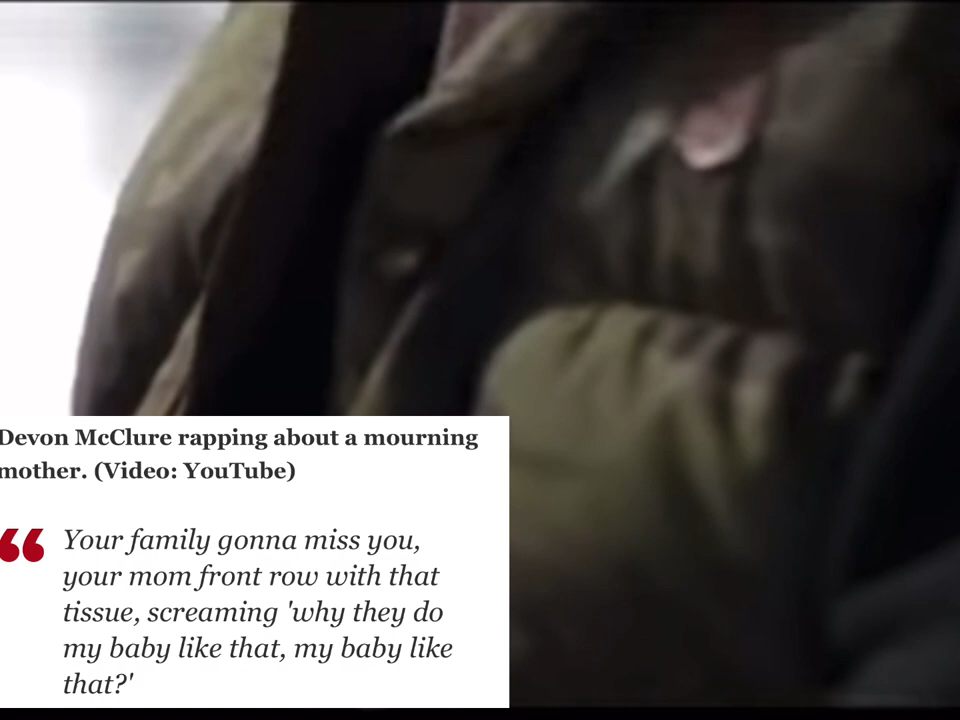 Devon McClure rapping about a mourning
mother. (Video: YouTube)
“
Your family gonna miss you,
your mom front row with that
tissue, screaming 'why they do
my baby like that, my baby like
that?'